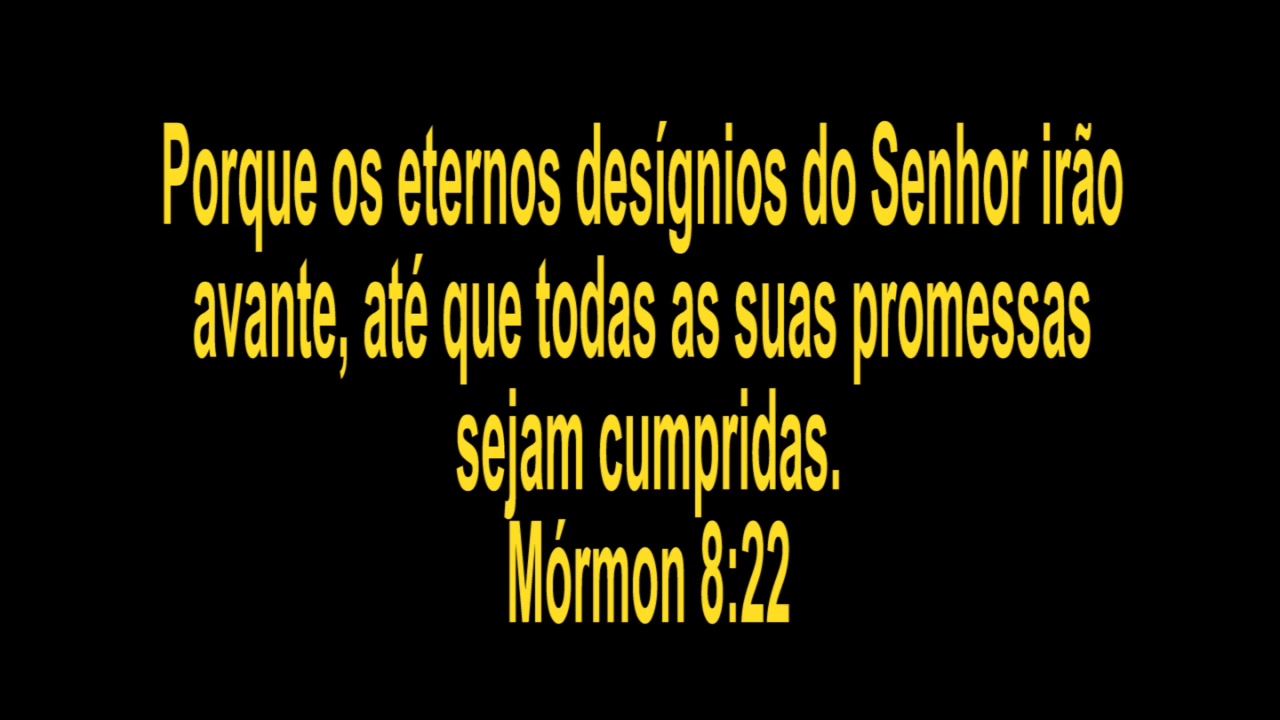 Porque os eternos desígnios do Senhor irão
avante, até que todas as suas promessas
sejam cumpridas.
Mórmon 8:22